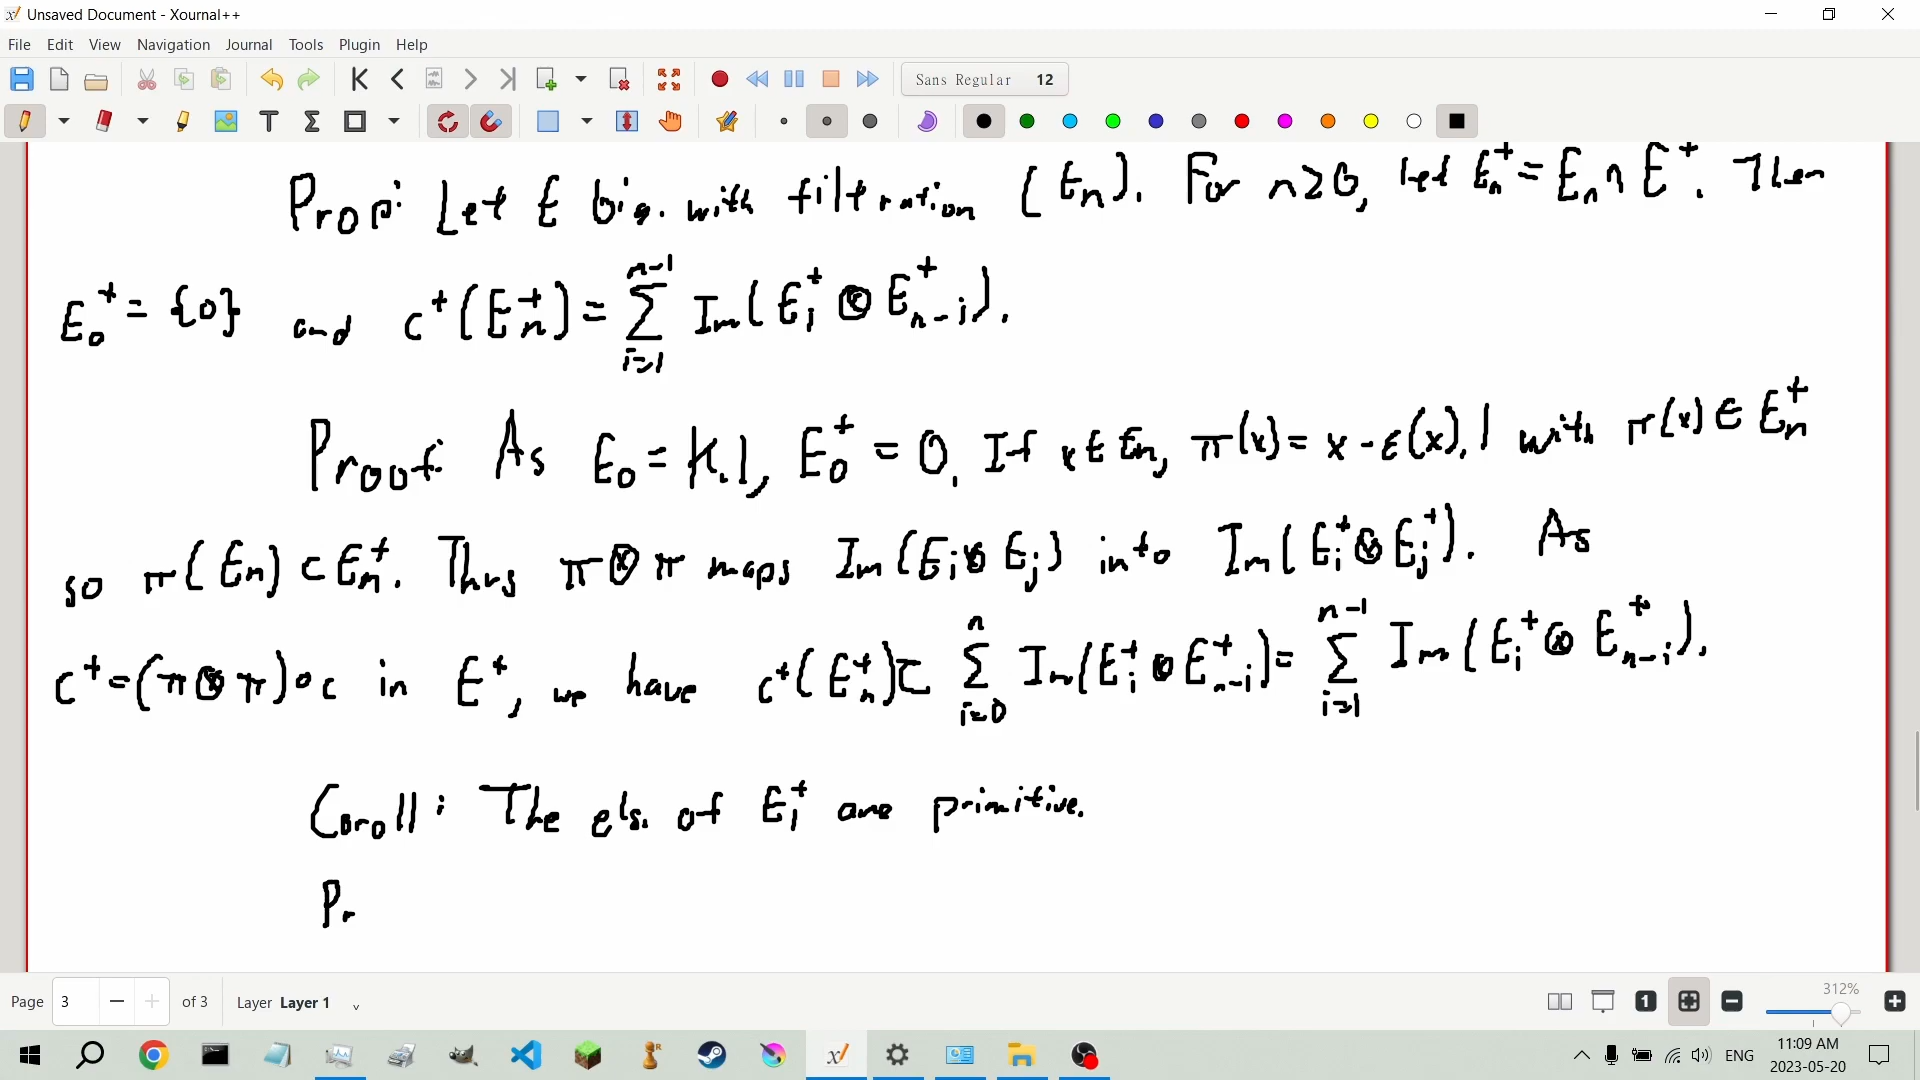 Unsaved Document - Xournal++
File Edit View Navigation Journal Tools Plugin Help
Sans Regular 12
Prop: Let E big. with filtration (En). For n≥0, let En⁺ = En ∩ E⁺. Then
E₀⁺ = {0} and c⁺(En⁺) = Σ_{i=1}^{n-1} Im(Ei⁺ ⊗ E_{n-i}⁺).
Proof: As E₀ = K.1, E₀⁺ = 0. If x ∈ En, π(x) = x - ε(x).1 with π(x) ∈ En⁺
so π(En) ⊂ En⁺. Thus π⊗π maps Im(Ei ⊗ Ej) into Im(Ei⁺ ⊗ Ej⁺). As
c⁺ = (π⊗π)∘c in E⁺, we have c⁺(En⁺) ⊂ Σ_{i=0}^{n} Im(Ei⁺ ⊗ E_{n-i}⁺) = Σ_{i=1}^{n-1} Im(Ei⁺ ⊗ E_{n-i}⁺).
Coroll: The els. of E₁⁺ are primitive.
Pr
Page 3 of 3 Layer Layer 1 312%
ENG 11:09 AM
2023-05-20